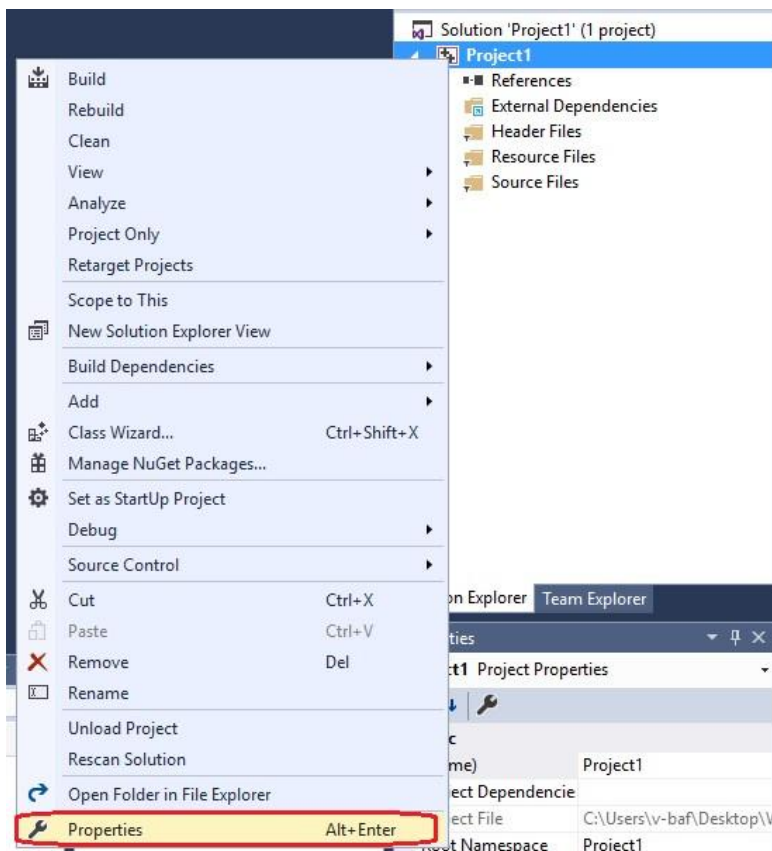 Solution 'Project1' (1 project)
Project1
References
External Dependencies
Header Files
Resource Files
Source Files
Build
Rebuild
Clean
View
Analyze
Project Only
Retarget Projects
Scope to This
New Solution Explorer View
Build Dependencies
Add
Class Wizard... Ctrl+Shift+X
Manage NuGet Packages...
Set as StartUp Project
Debug
Source Control
Cut Ctrl+X
Paste Ctrl+V
Remove Del
Rename
Unload Project
Rescan Solution
Open Folder in File Explorer
Properties Alt+Enter
on Explorer Team Explorer
ties
ct1 Project Properties
c
me) Project1
ect Dependencie
ect File C:\Users\v-baf\Desktop\V
Root Namespace Project1